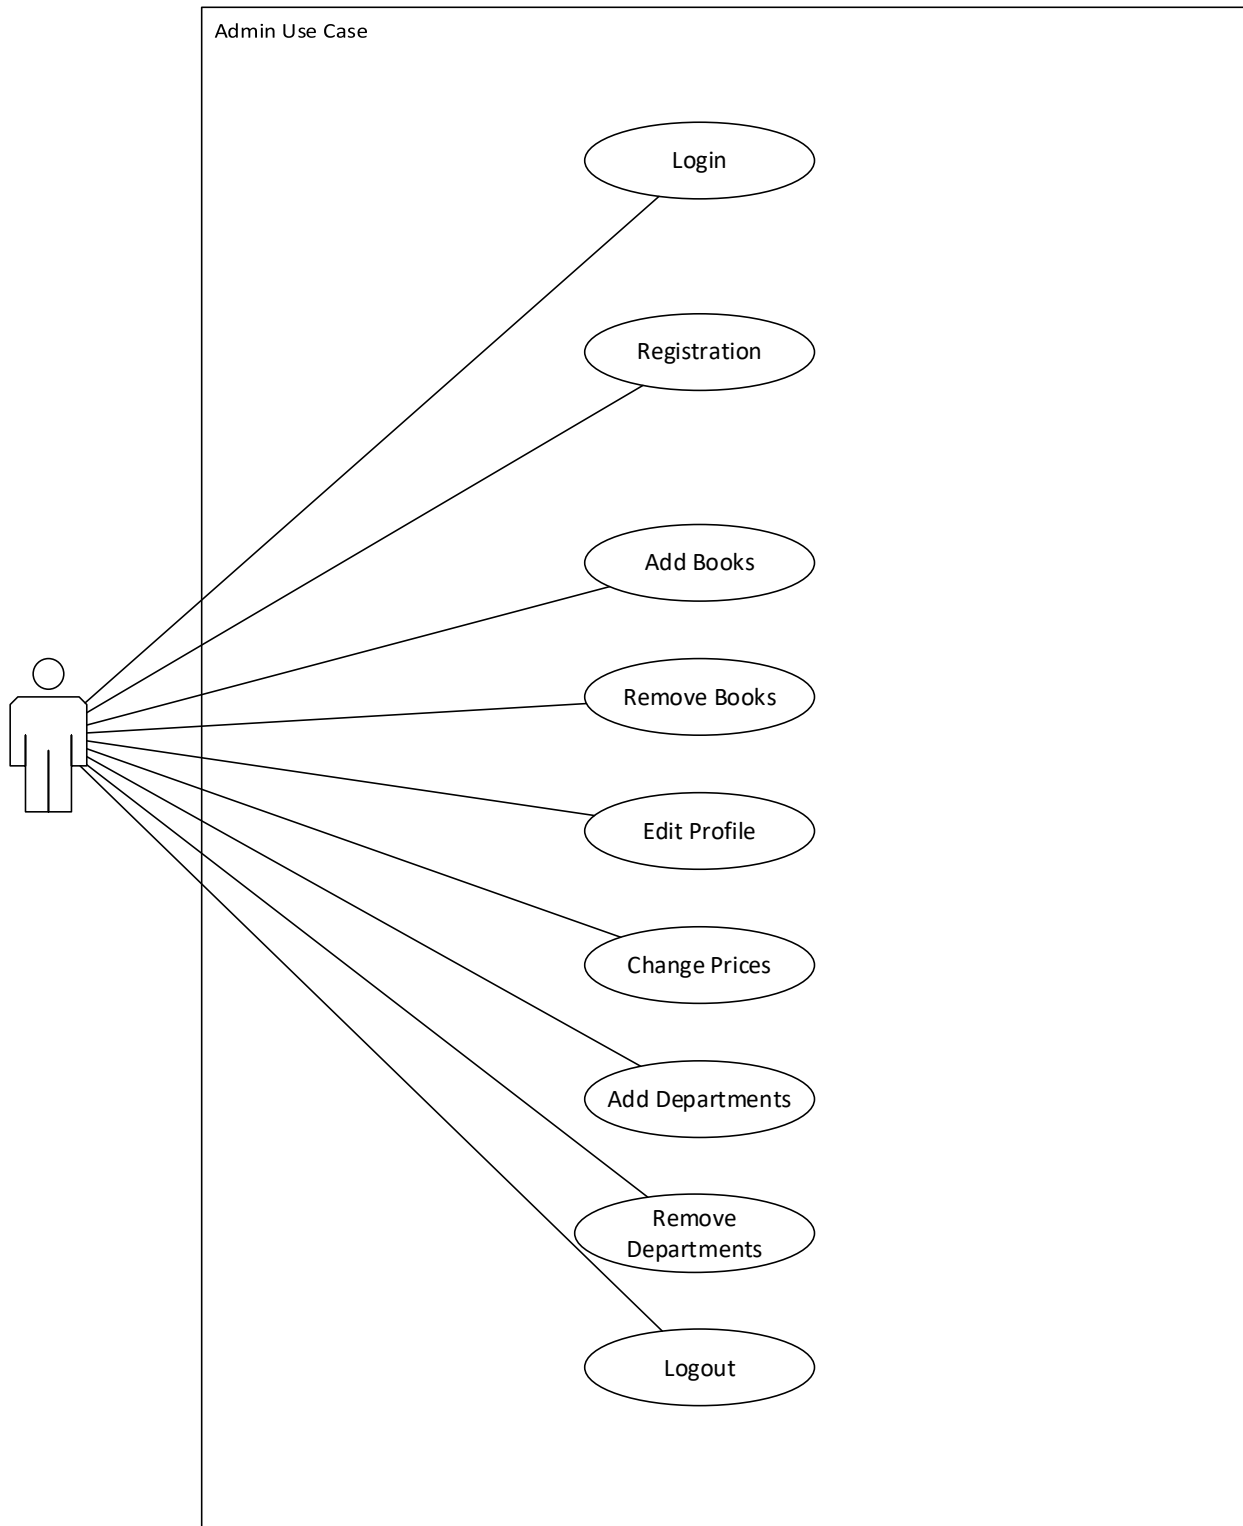 Admin Use Case
Login
Registration
Add Books
Remove Books
Edit Profile
Change Prices
Add Departments
Remove
Departments
Logout